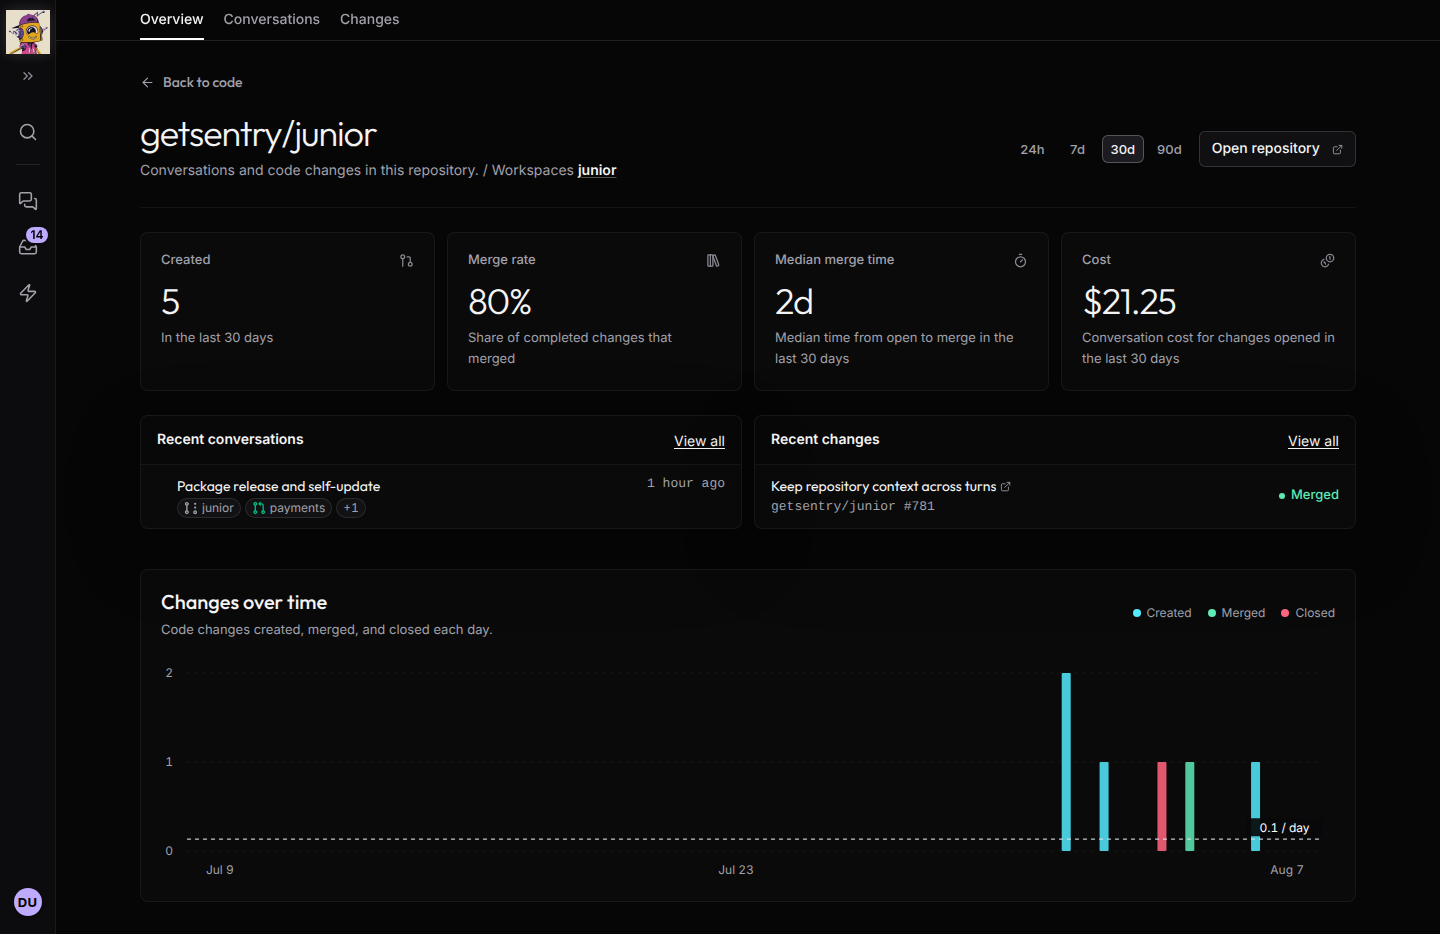 Overview Conversations Changes
Back to code
getsentry/junior
Conversations and code changes in this repository. / Workspaces junior
24h 7d 30d 90d Open repository
14
Created
5
In the last 30 days
Merge rate
80%
Share of completed changes that
merged
Median merge time
2d
Median time from open to merge in the
last 30 days
Cost
$21.25
Conversation cost for changes opened in
the last 30 days
Recent conversations View all
Package release and self-update 1 hour ago
junior payments +1
Recent changes View all
Keep repository context across turns
getsentry/junior #781
Merged
Changes over time
Code changes created, merged, and closed each day.
Created Merged Closed
2
1
0
0.1 / day
Jul 9 Jul 23 Aug 7
DU